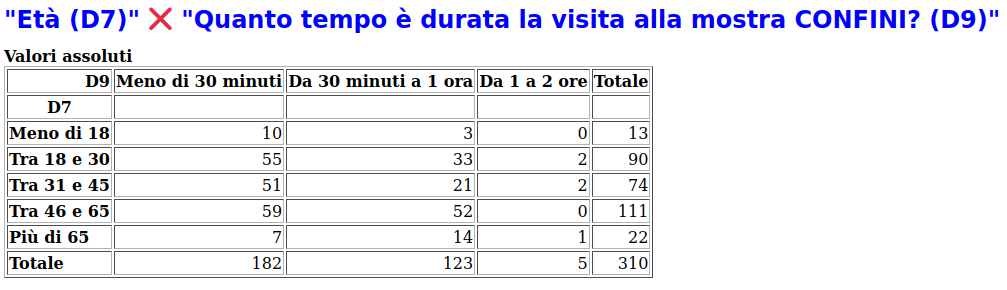 "Età (D7)" ❌ "Quanto tempo è durata la visita alla mostra CONFINI? (D9)"
Valori assoluti
D9 Meno di 30 minuti Da 30 minuti a 1 ora Da 1 a 2 ore Totale
D7
Meno di 18 10 3 0 13
Tra 18 e 30 55 33 2 90
Tra 31 e 45 51 21 2 74
Tra 46 e 65 59 52 0 111
Più di 65 7 14 1 22
Totale 182 123 5 310